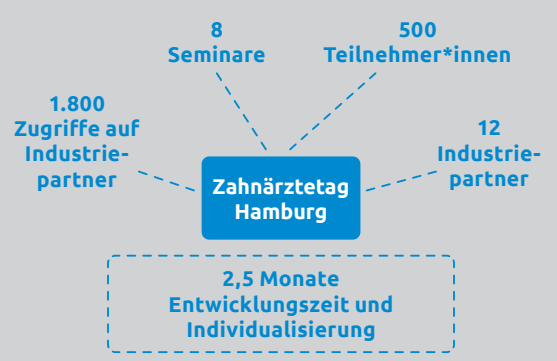 8
Seminare
500
Teilnehmer*innen
1.800
Zugriffe auf
Industrie-
partner
12
Industrie-
partner
Zahnärztetag
Hamburg
2,5 Monate
Entwicklungszeit und
Individualisierung